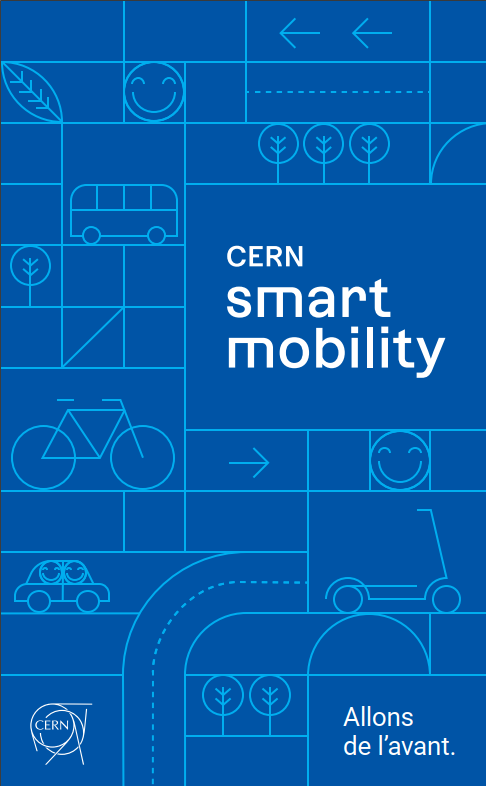 CERN
smart
mobility
CERN
Allons
de l’avant.